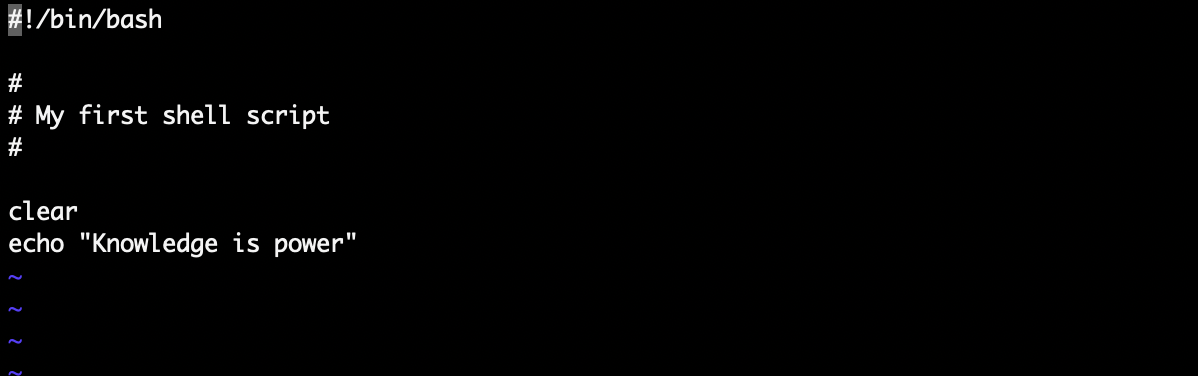 #!/bin/bash

#
# My first shell script
#

clear
echo "Knowledge is power"
~
~
~
~